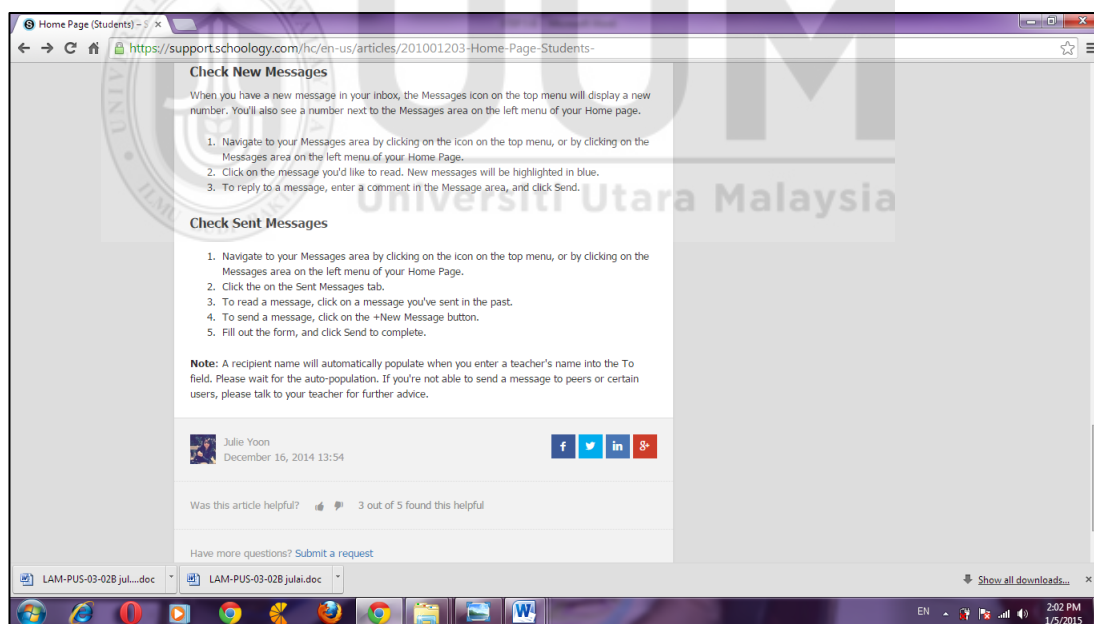 Home Page (Students) – S
https://support.schoology.com/hc/en-us/articles/201001203-Home-Page-Students-
Check New Messages
When you have a new message in your inbox, the Messages icon on the top menu will display a new
number. You'll also see a number next to the Messages area on the left menu of your Home page.
1. Navigate to your Messages area by clicking on the icon on the top menu, or by clicking on the
Messages area on the left menu of your Home Page.
2. Click on the message you'd like to read. New messages will be highlighted in blue.
3. To reply to a message, enter a comment in the Message area, and click Send.
UUM
Universiti Utara Malaysia
Check Sent Messages
1. Navigate to your Messages area by clicking on the icon on the top menu, or by clicking on the
Messages area on the left menu of your Home Page.
2. Click the on the Sent Messages tab.
3. To read a message, click on a message you've sent in the past.
4. To send a message, click on the +New Message button.
5. Fill out the form, and click Send to complete.
Note: A recipient name will automatically populate when you enter a teacher's name into the To
field. Please wait for the auto-population. If you're not able to send a message to peers or certain
users, please talk to your teacher for further advice.
Julie Yoon
December 16, 2014 13:54
Was this article helpful? 3 out of 5 found this helpful
Have more questions? Submit a request
LAM-PUS-03-02B jul....doc LAM-PUS-03-02B julai.doc Show all downloads...
EN 2:02 PM
1/5/2015